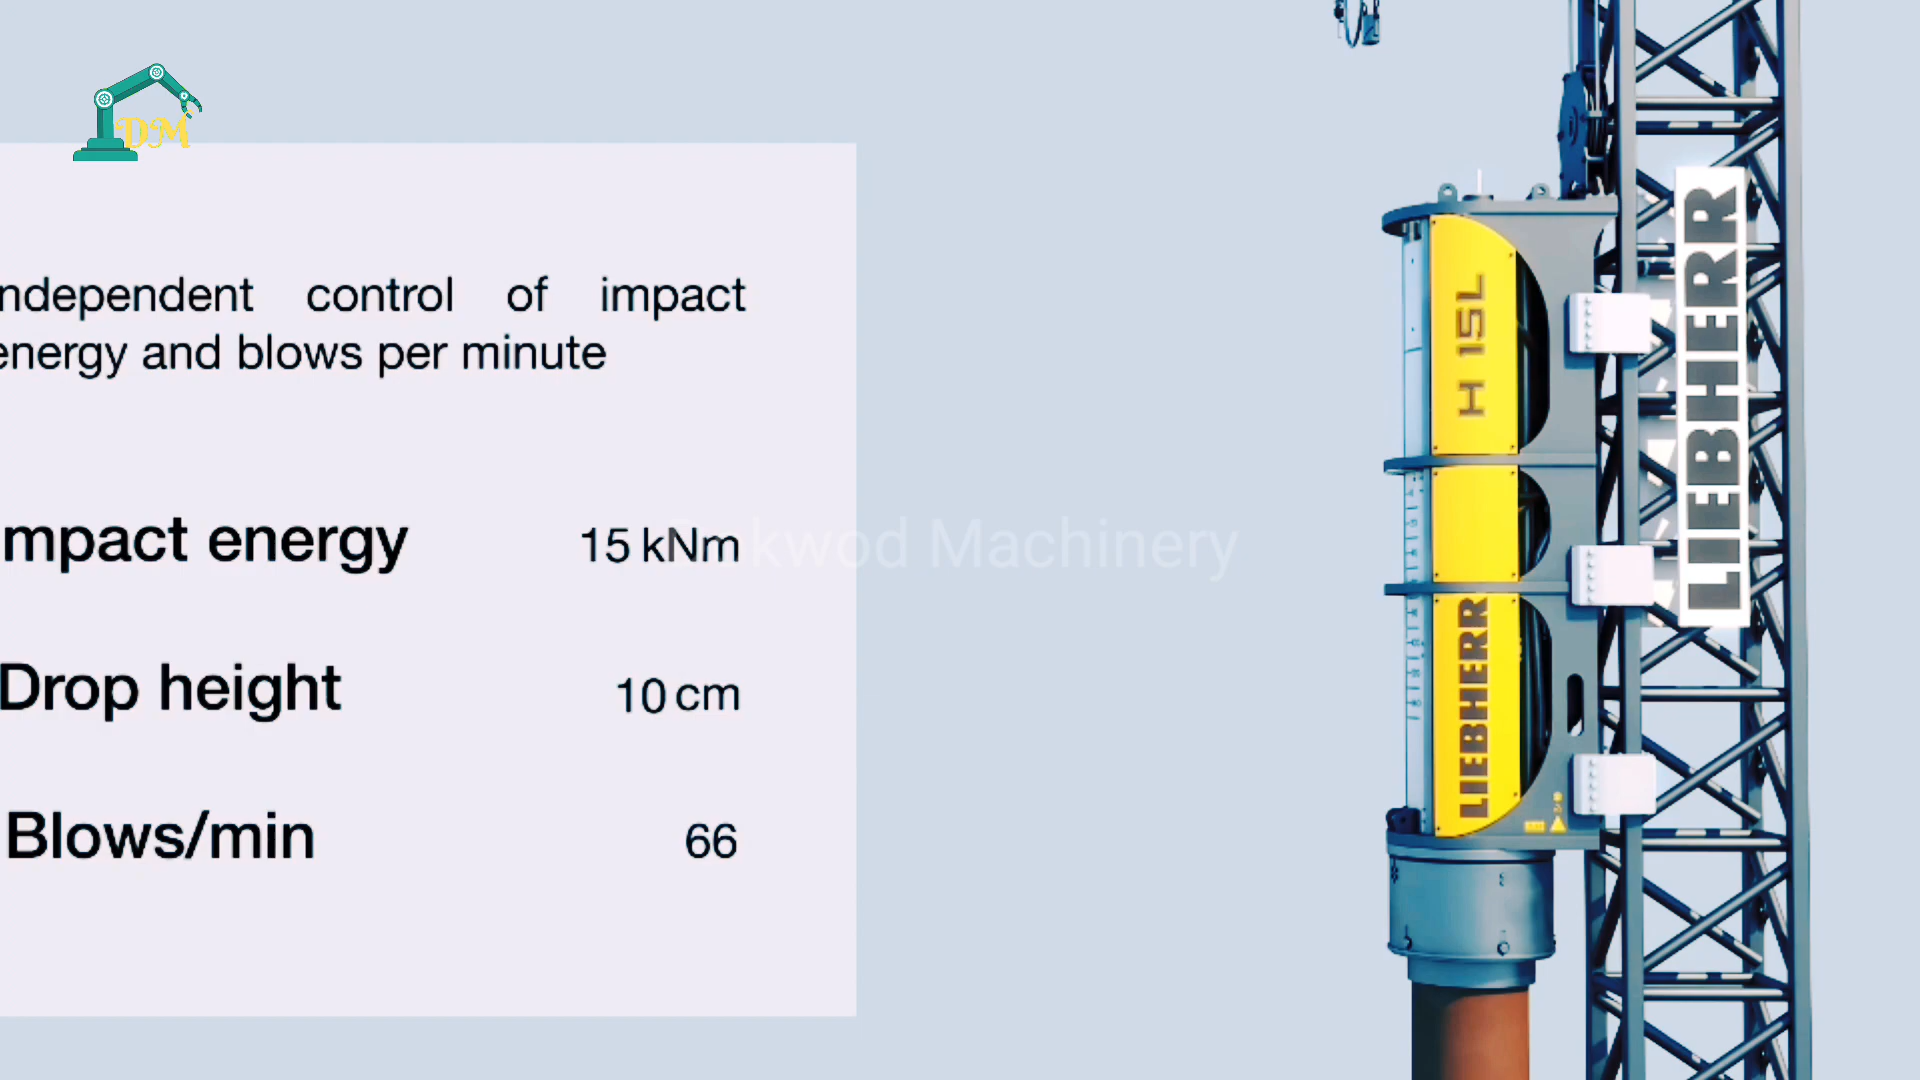 DM
ndependent control of impact
energy and blows per minute
mpact energy 15 kNm
Drop height 10 cm
Blows/min 66
kwod Machinery
H 15L
LIEBHERR
LIEBHERR